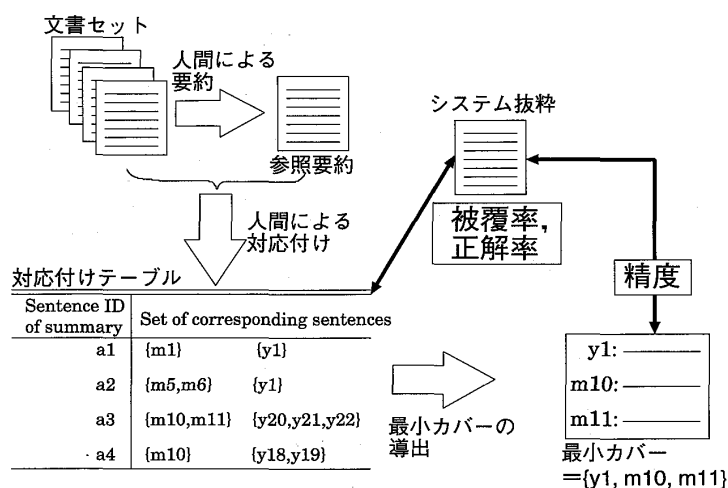 文書セット
人間による
要約
参照要約
システム抜粋
被覆率,
正解率
人間による
対応付け
精度
対応付けテーブル
Sentence ID of summary Set of corresponding sentences
a1 {m1} {y1}
a2 {m5,m6} {y1}
a3 {m10,m11} {y20,y21,y22}
a4 {m10} {y18,y19}
最小カバーの
導出
y1:
m10:
m11:
最小カバー
={y1, m10, m11}